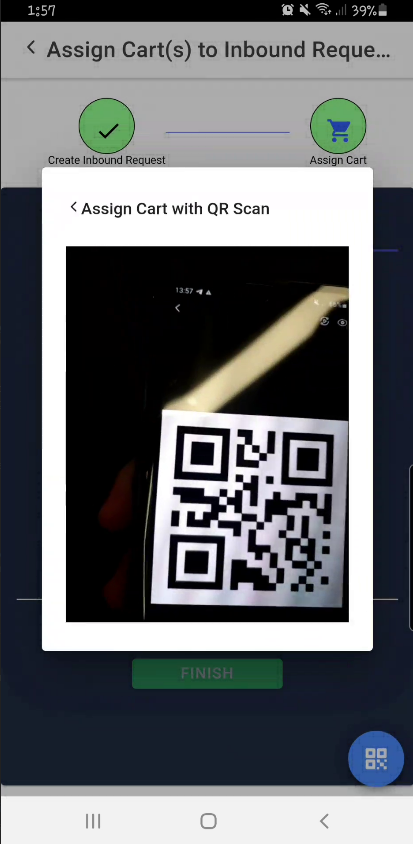 1:57
39%
Assign Cart(s) to Inbound Reque...
Create Inbound Request
Assign Cart
Assign Cart with QR Scan
13:57
FINISH